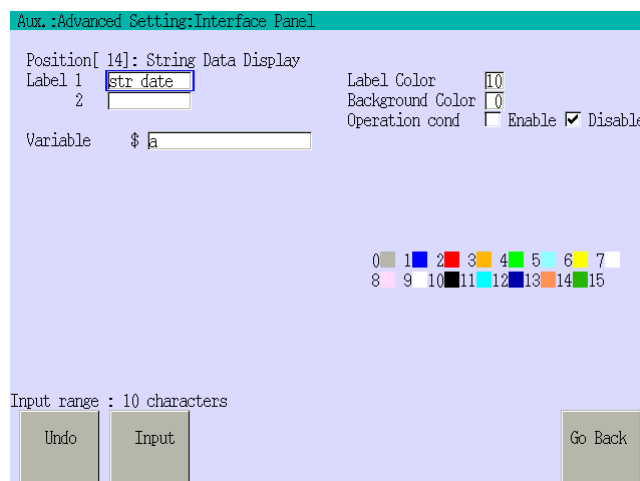 Aux.:Advanced Setting:Interface Panel
Position[ 14]: String Data Display
Label 1 str date
2
Label Color 10
Background Color 0
Operation cond Enable Disable
Variable $ a
0 1 2 3 4 5 6 7
8 9 10 11 12 13 14 15
Input range : 10 characters
Undo Input Go Back